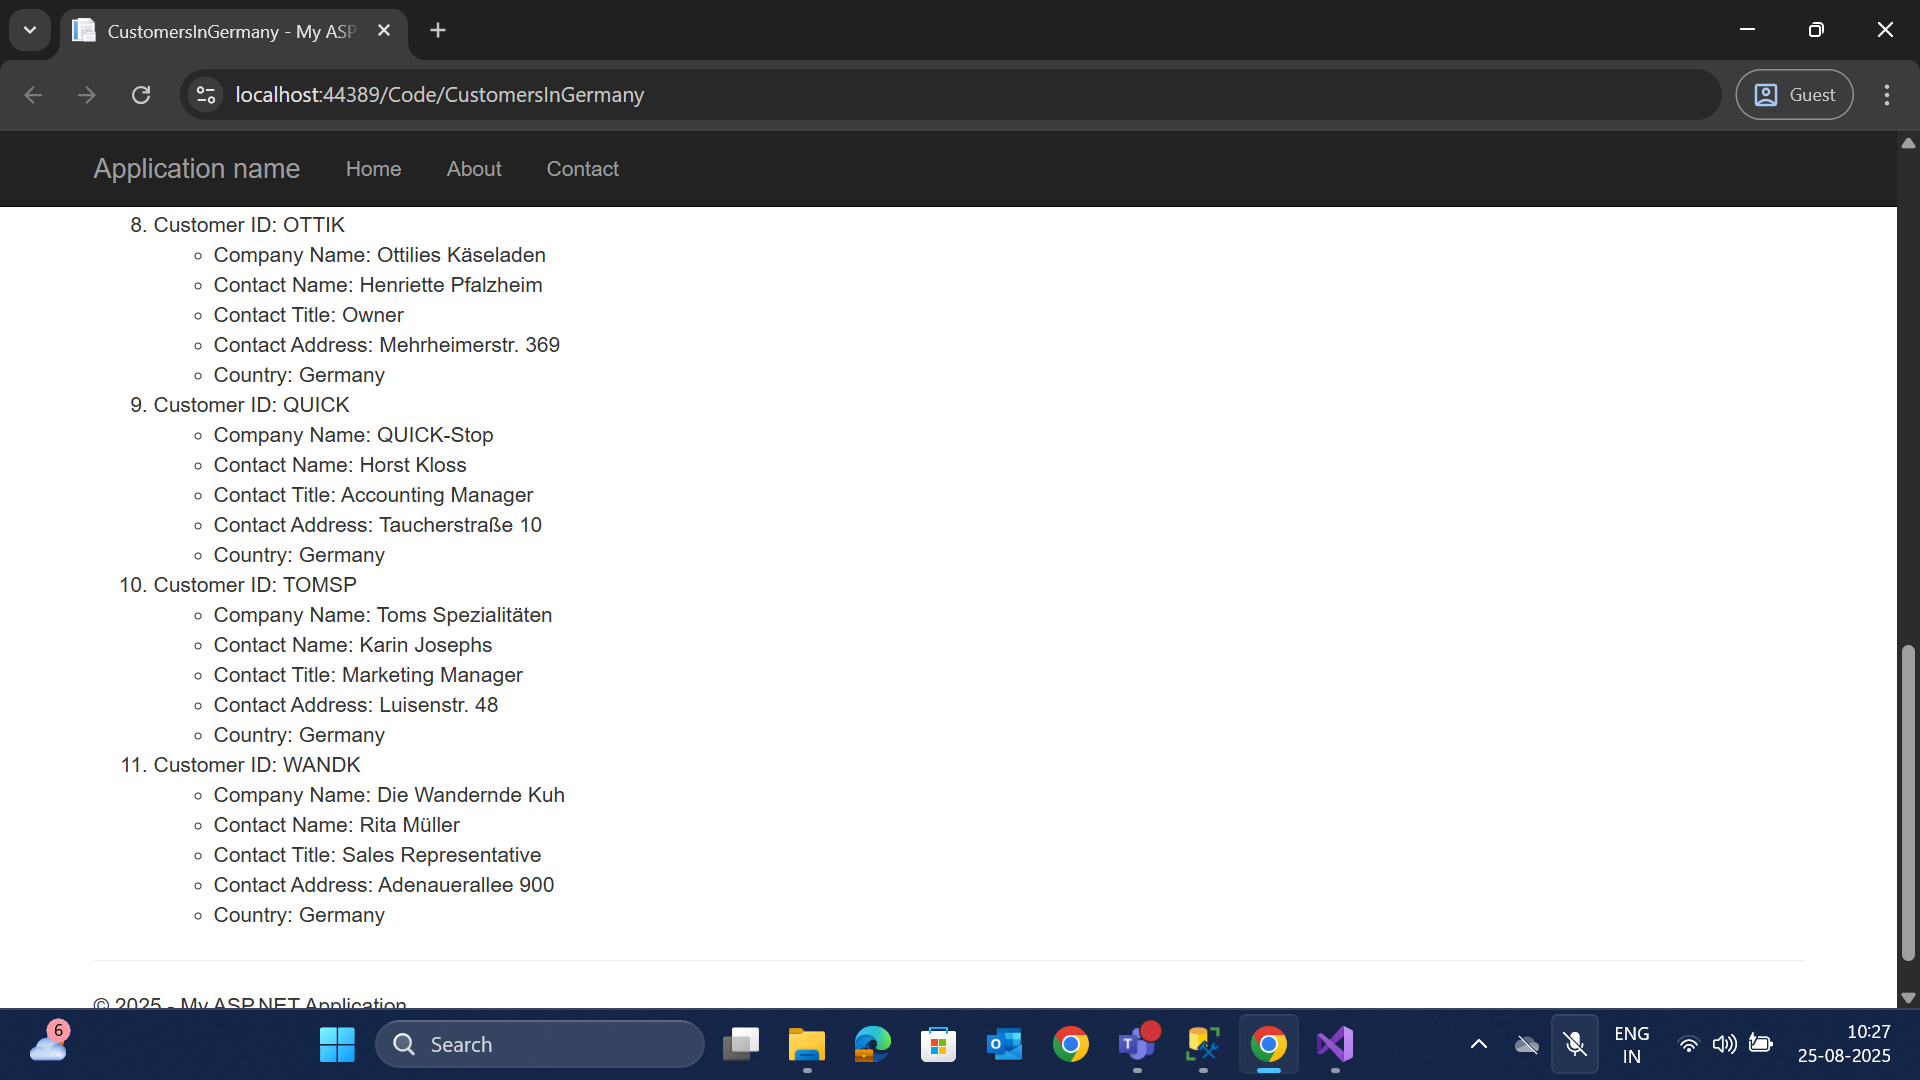 CustomersInGermany - My ASP
localhost:44389/Code/CustomersInGermany
Guest
Application name
Home
About
Contact
8. Customer ID: OTTIK
Company Name: Ottilies Käseladen
Contact Name: Henriette Pfalzheim
Contact Title: Owner
Contact Address: Mehrheimerstr. 369
Country: Germany
9. Customer ID: QUICK
Company Name: QUICK-Stop
Contact Name: Horst Kloss
Contact Title: Accounting Manager
Contact Address: Taucherstraße 10
Country: Germany
10. Customer ID: TOMSP
Company Name: Toms Spezialitäten
Contact Name: Karin Josephs
Contact Title: Marketing Manager
Contact Address: Luisenstr. 48
Country: Germany
11. Customer ID: WANDK
Company Name: Die Wandernde Kuh
Contact Name: Rita Müller
Contact Title: Sales Representative
Contact Address: Adenauerallee 900
Country: Germany
© 2025 - My ASP.NET Application
6
Search
ENG
IN
10:27
25-08-2025